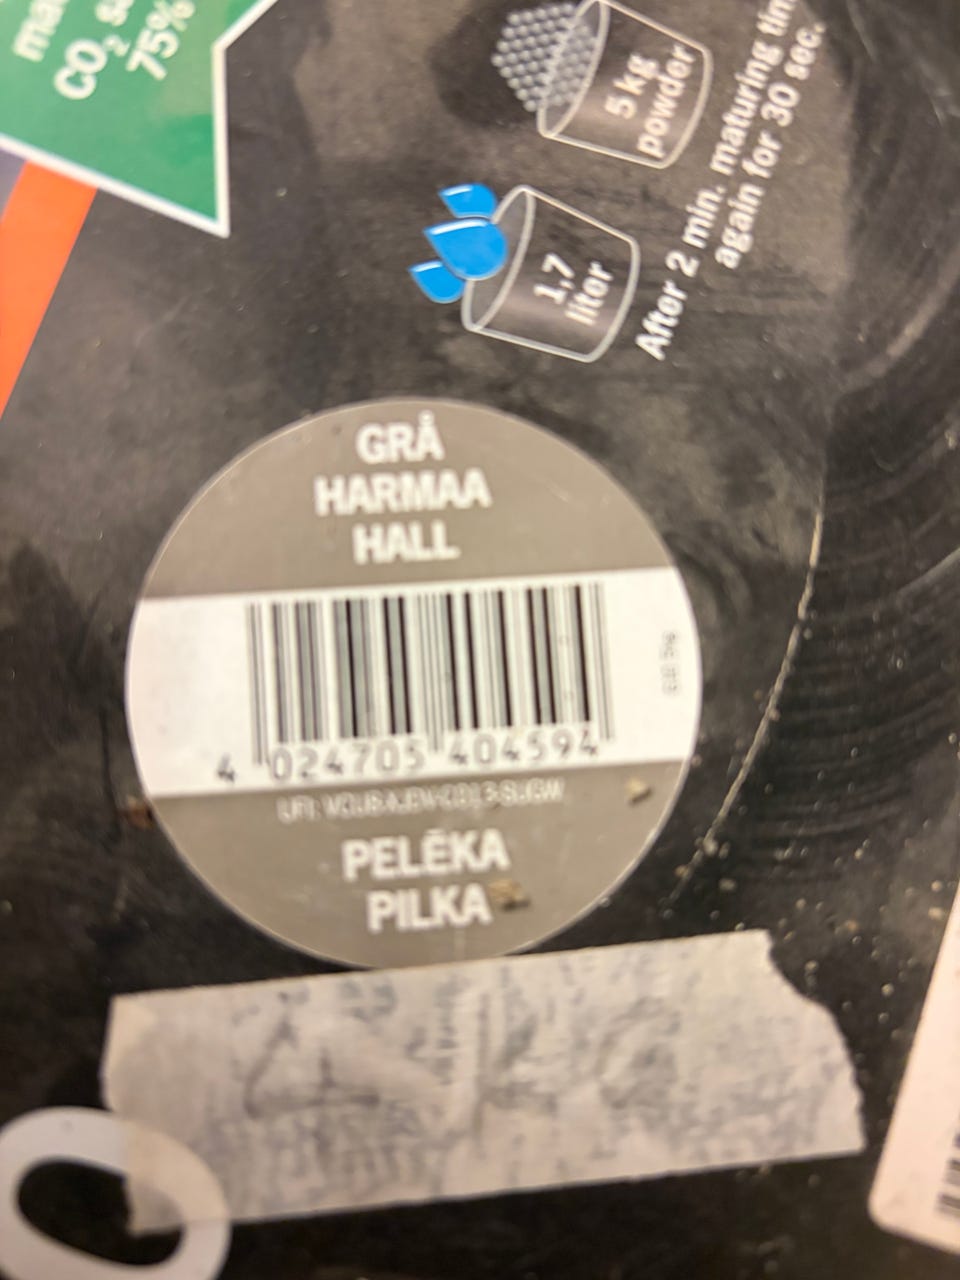 CO₂
75%
5 kg
powder
1,7
liter
After 2 min. maturing
again for 30 sec.
GRÅ
HARMAA
HALL
4 024705 404594
PELĒKA
PILKA